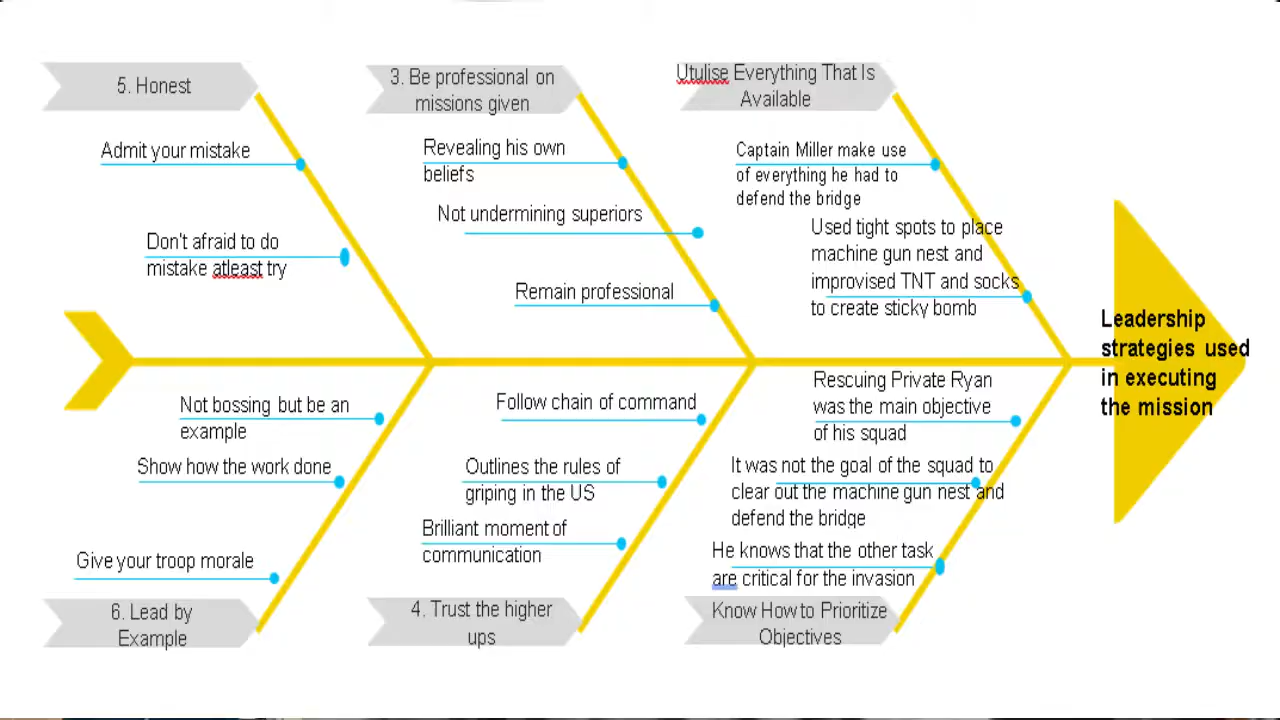 5. Honest
Admit your mistake
Don't afraid to do
mistake atleast try
3. Be professional on
missions given
Revealing his own
beliefs
Not undermining superiors
Remain professional
Utulise Everything That Is
Available
Captain Miller make use
of everything he had to
defend the bridge
Used tight spots to place
machine gun nest and
improvised TNT and socks
to create sticky bomb
Leadership
strategies used
in executing
the mission
Not bossing but be an
example
Show how the work done
Give your troop morale
6. Lead by
Example
Follow chain of command
Outlines the rules of
griping in the US
Brilliant moment of
communication
4. Trust the higher
ups
Rescuing Private Ryan
was the main objective
of his squad
It was not the goal of the squad to
clear out the machine gun nest and
defend the bridge
He knows that the other task
are critical for the invasion
Know How to Prioritize
Objectives